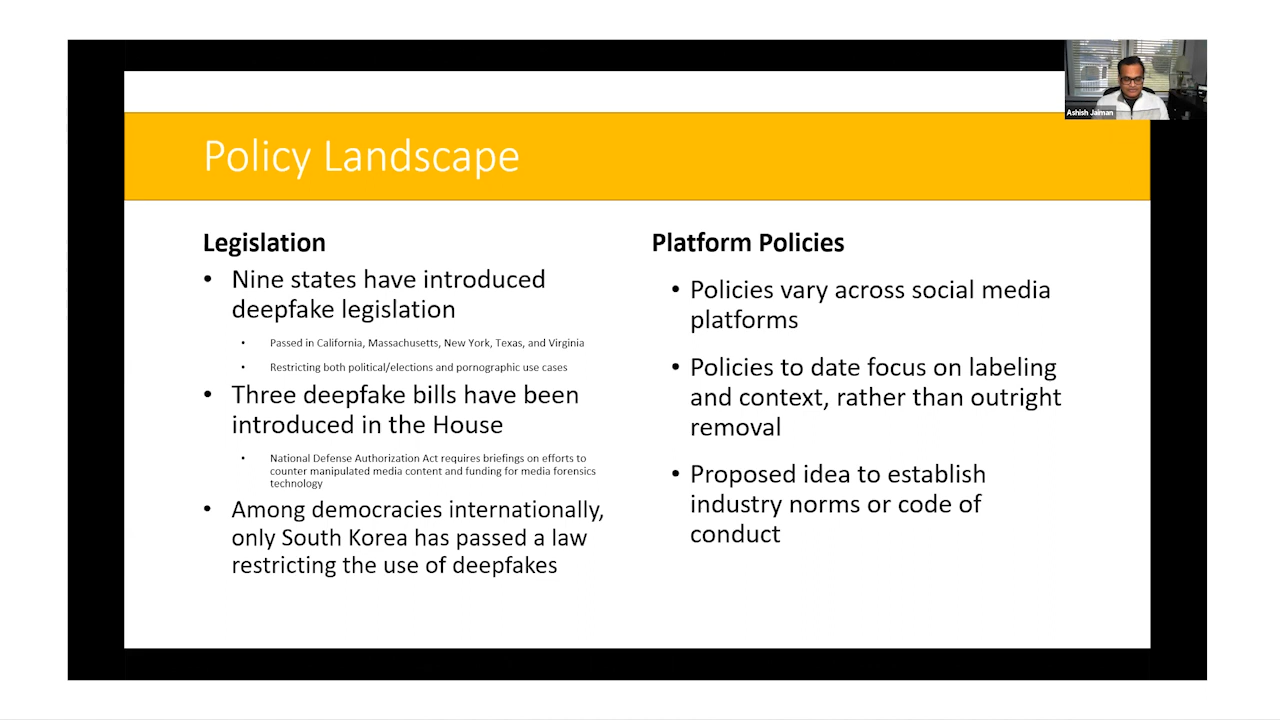 Ashish Jaiman
Policy Landscape
Legislation
• Nine states have introduced
deepfake legislation
• Passed in California, Massachusetts, New York, Texas, and Virginia
• Restricting both political/elections and pornographic use cases
• Three deepfake bills have been
introduced in the House
• National Defense Authorization Act requires briefings on efforts to
counter manipulated media content and funding for media forensics
technology
• Among democracies internationally,
only South Korea has passed a law
restricting the use of deepfakes
Platform Policies
• Policies vary across social media
platforms
• Policies to date focus on labeling
and context, rather than outright
removal
• Proposed idea to establish
industry norms or code of
conduct